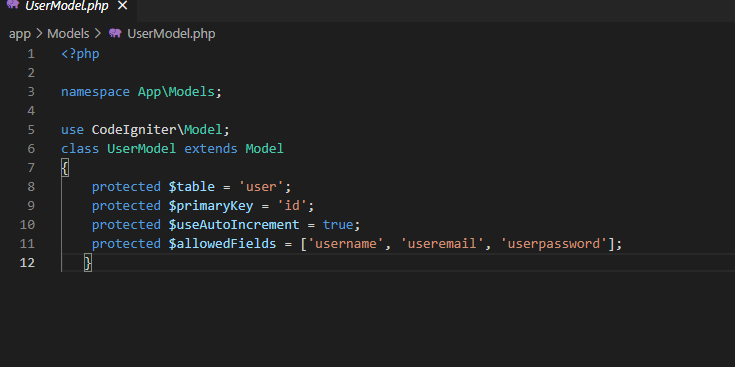 UserModel.php ×
app > Models > UserModel.php
1 <?php
2
3 namespace App\Models;
4
5 use CodeIgniter\Model;
6 class UserModel extends Model
7 {
8     protected $table = 'user';
9     protected $primaryKey = 'id';
10     protected $useAutoIncrement = true;
11     protected $allowedFields = ['username', 'useremail', 'userpassword'];
12    }